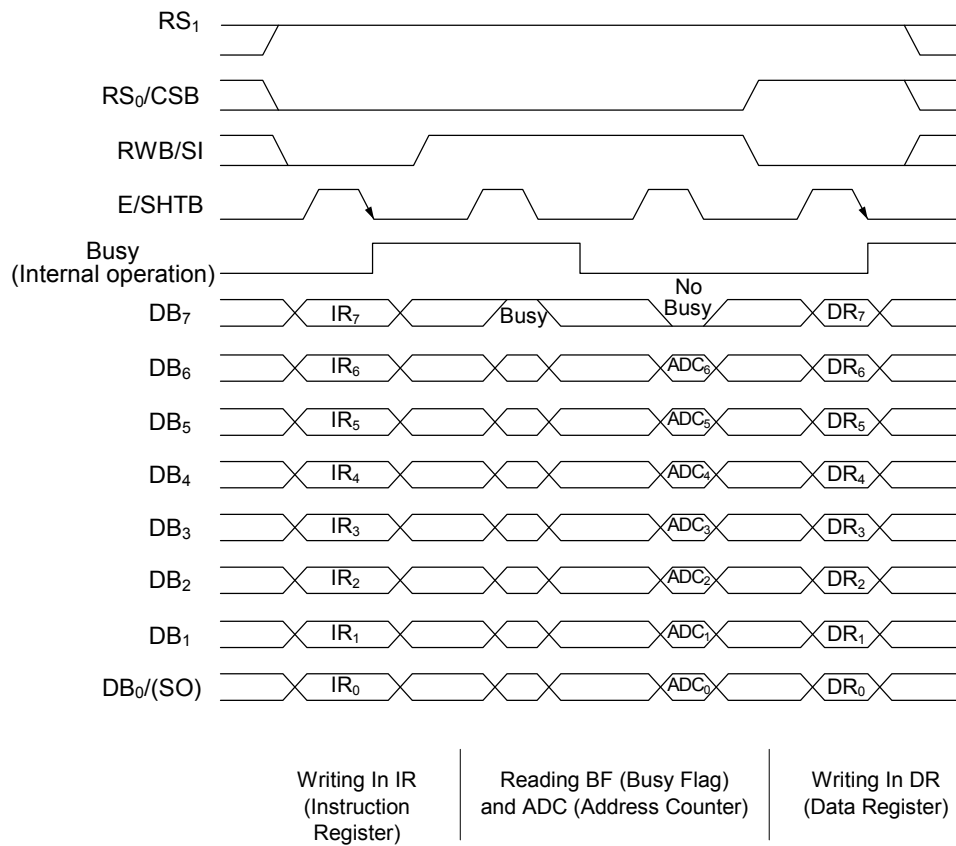 RS₁
RS₀/CSB
RWB/SI
E/SHTB
Busy
(Internal operation)
No
DB₇ IR₇ Busy Busy DR₇
DB₆ IR₆ ADC₆ DR₆
DB₅ IR₅ ADC₅ DR₅
DB₄ IR₄ ADC₄ DR₄
DB₃ IR₃ ADC₃ DR₃
DB₂ IR₂ ADC₂ DR₂
DB₁ IR₁ ADC₁ DR₁
DB₀/(SO) IR₀ ADC₀ DR₀
Writing In IR
(Instruction
Register)
Reading BF (Busy Flag)
and ADC (Address Counter)
Writing In DR
(Data Register)